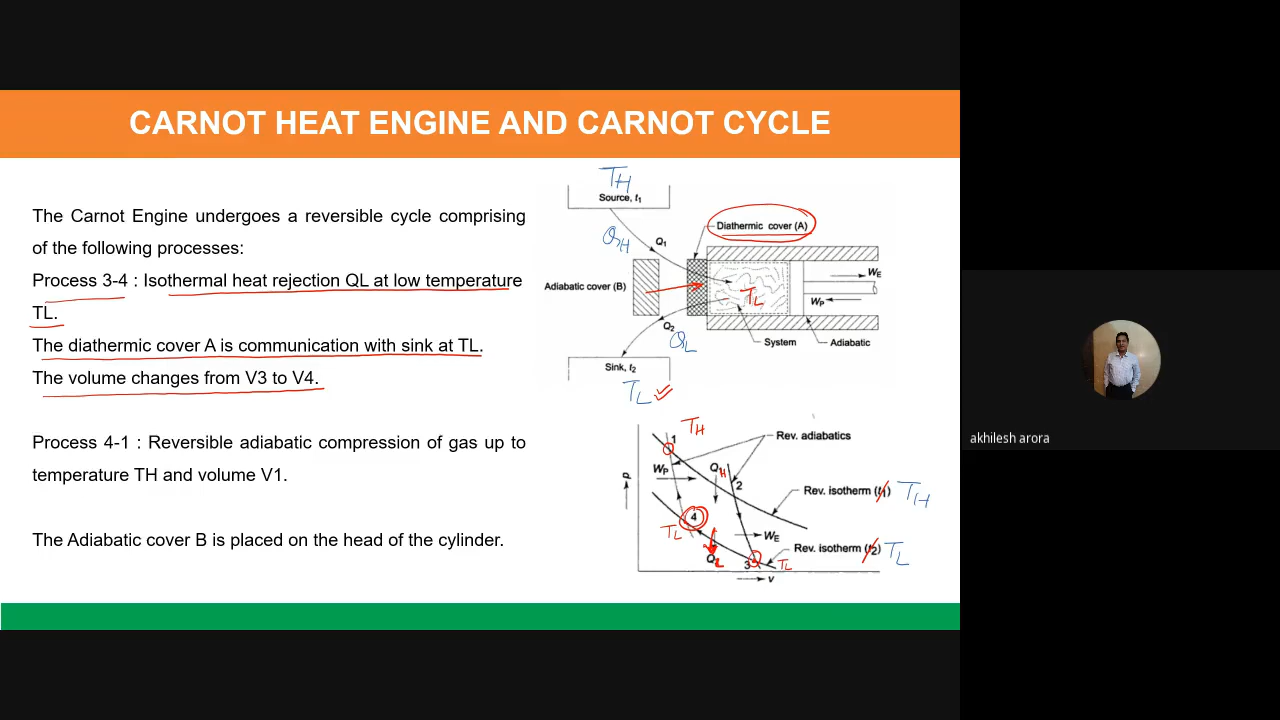 CARNOT HEAT ENGINE AND CARNOT CYCLE
The Carnot Engine undergoes a reversible cycle comprising
of the following processes:
Process 3-4 : Isothermal heat rejection QL at low temperature
TL.
The diathermic cover A is communication with sink at TL.
The volume changes from V3 to V4.
Process 4-1 : Reversible adiabatic compression of gas up to
temperature TH and volume V1.
The Adiabatic cover B is placed on the head of the cylinder.
TH
Source, t1
Diathermic cover (A)
QH
Q1
Adiabatic cover (B)
TL
WE
WP
Q2
QL
System
Adiabatic
Sink, t2
TL
TH
1
Rev. adiabatics
WP
QH
2
Rev. isotherm (t1) TH
p
4
TL
WE
Rev. isotherm (t2) TL
QL
3
TL
v
akhilesh arora